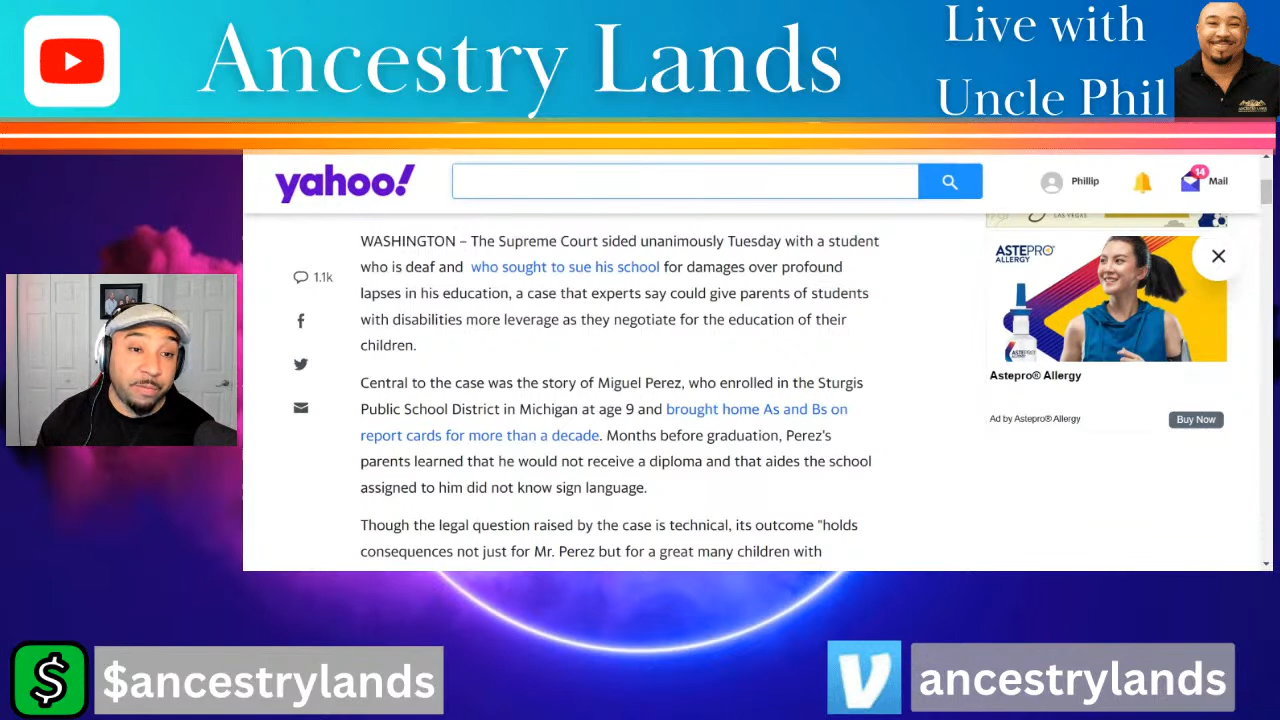 Ancestry Lands
Live with
Uncle Phil
yahoo!
Phillip
14
Mail
WASHINGTON – The Supreme Court sided unanimously Tuesday with a student
who is deaf and who sought to sue his school for damages over profound
lapses in his education, a case that experts say could give parents of students
with disabilities more leverage as they negotiate for the education of their
children.
1.1k
Central to the case was the story of Miguel Perez, who enrolled in the Sturgis
Public School District in Michigan at age 9 and brought home As and Bs on
report cards for more than a decade. Months before graduation, Perez's
parents learned that he would not receive a diploma and that aides the school
assigned to him did not know sign language.
Though the legal question raised by the case is technical, its outcome "holds
consequences not just for Mr. Perez but for a great many children with
LAS VEGAS
ASTEPRO
ALLERGY
Astepro® Allergy
Ad by Astepro® Allergy
Buy Now
$ancestrylands
ancestrylands